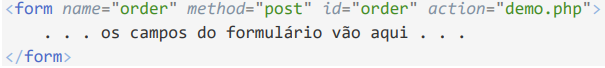 <form name="order" method="post" id="order" action="demo.php">
. . . os campos do formulário vão aqui . . .
</form>